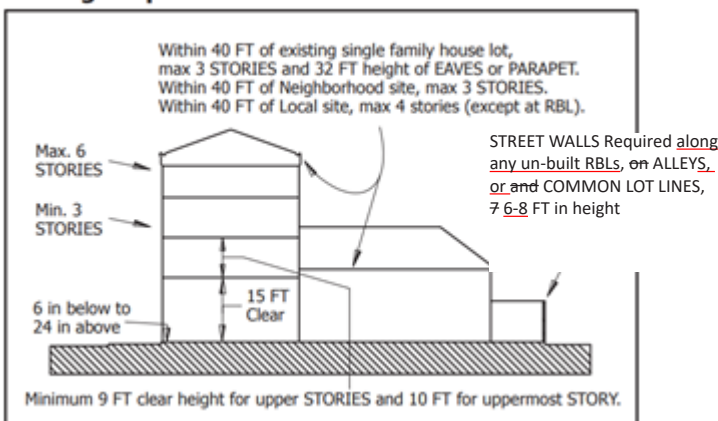 Within 40 FT of existing single family house lot,
max 3 STORIES and 32 FT height of EAVES or PARAPET.
Within 40 FT of Neighborhood site, max 3 STORIES.
Within 40 FT of Local site, max 4 stories (except at RBL).
STREET WALLS Required along
any un-built RBLs, on ALLEYS,
or and COMMON LOT LINES,
7 6-8 FT in height
Max. 6
STORIES
Min. 3
STORIES
15 FT
Clear
6 in below to
24 in above
Minimum 9 FT clear height for upper STORIES and 10 FT for uppermost STORY.